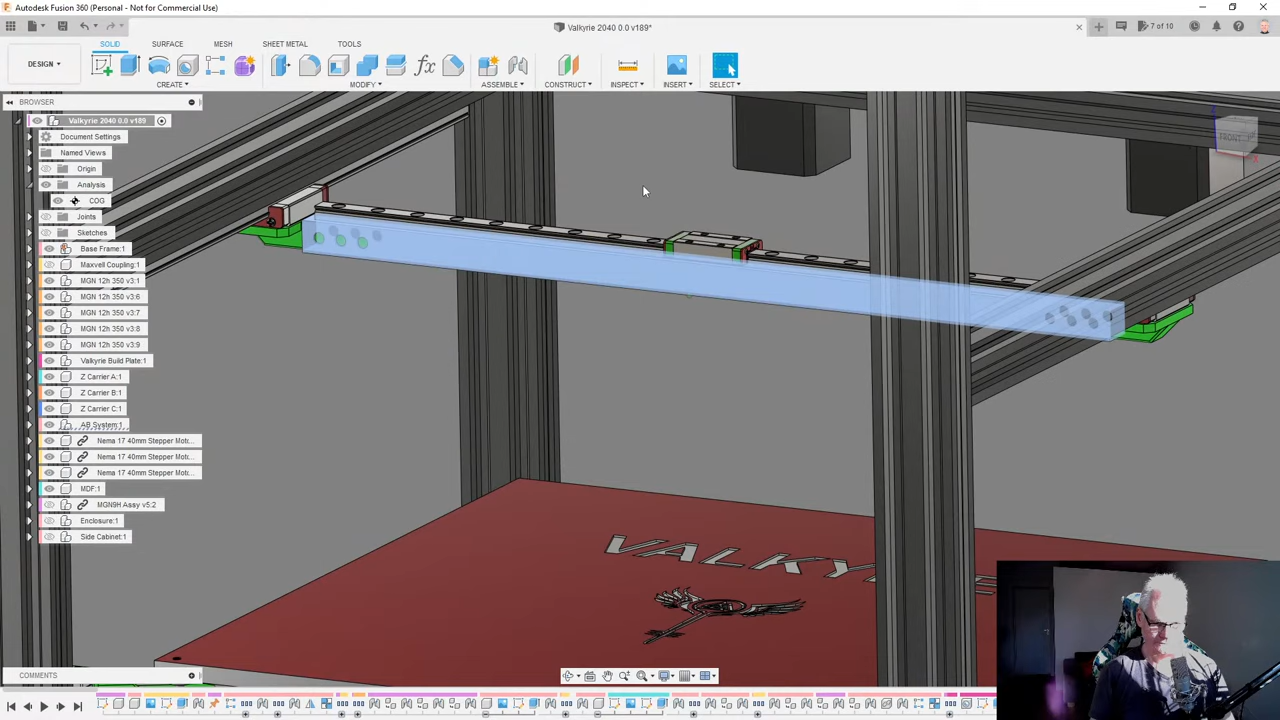 Autodesk Fusion 360 (Personal - Not for Commercial Use)
Valkyrie 2040 0.0 v189*
7 of 10
SOLID
SURFACE
MESH
SHEET METAL
TOOLS
DESIGN
CREATE
MODIFY
ASSEMBLE
CONSTRUCT
INSPECT
INSERT
SELECT
BROWSER
Valkyrie 2040 0.0 v189
Document Settings
Named Views
Origin
Analysis
COG
Joints
Sketches
Base Frame:1
Maxvell Coupling:1
MGN 12h 350 v3:1
MGN 12h 350 v3:6
MGN 12h 350 v3:7
MGN 12h 350 v3:8
MGN 12h 350 v3:9
Valkyrie Build Plate:1
Z Carrier A:1
Z Carrier B:1
Z Carrier C:1
AB System:1
Nema 17 40mm Stepper Moto...
Nema 17 40mm Stepper Moto...
Nema 17 40mm Stepper Moto...
MDF:1
MGN9H Assy v5:2
Enclosure:1
Side Cabinet:1
FRONT
COMMENTS